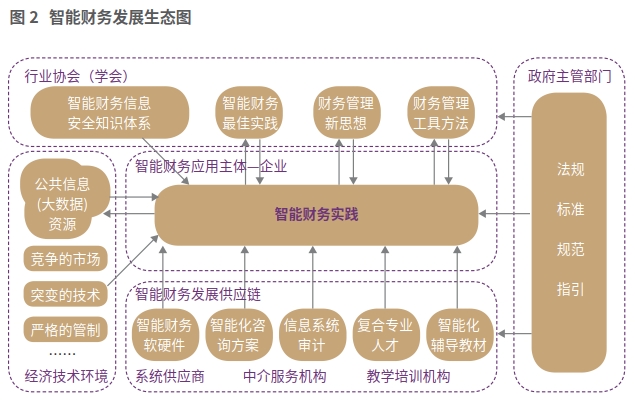 图 2 智能财务发展生态图
行业协会（学会）
政府主管部门
智能财务信息
安全知识体系
智能财务
最佳实践
财务管理
新思想
财务管理
工具方法
智能财务应用主体—企业
公共信息
(大数据)
资源
智能财务实践
法规
标准
规范
指引
竞争的市场
突变的技术
严格的管制
······
经济技术环境
智能财务发展供应链
智能财务
软硬件
智能化咨
询方案
信息系统
审计
复合专业
人才
智能化
辅导教材
系统供应商
中介服务机构
教学培训机构